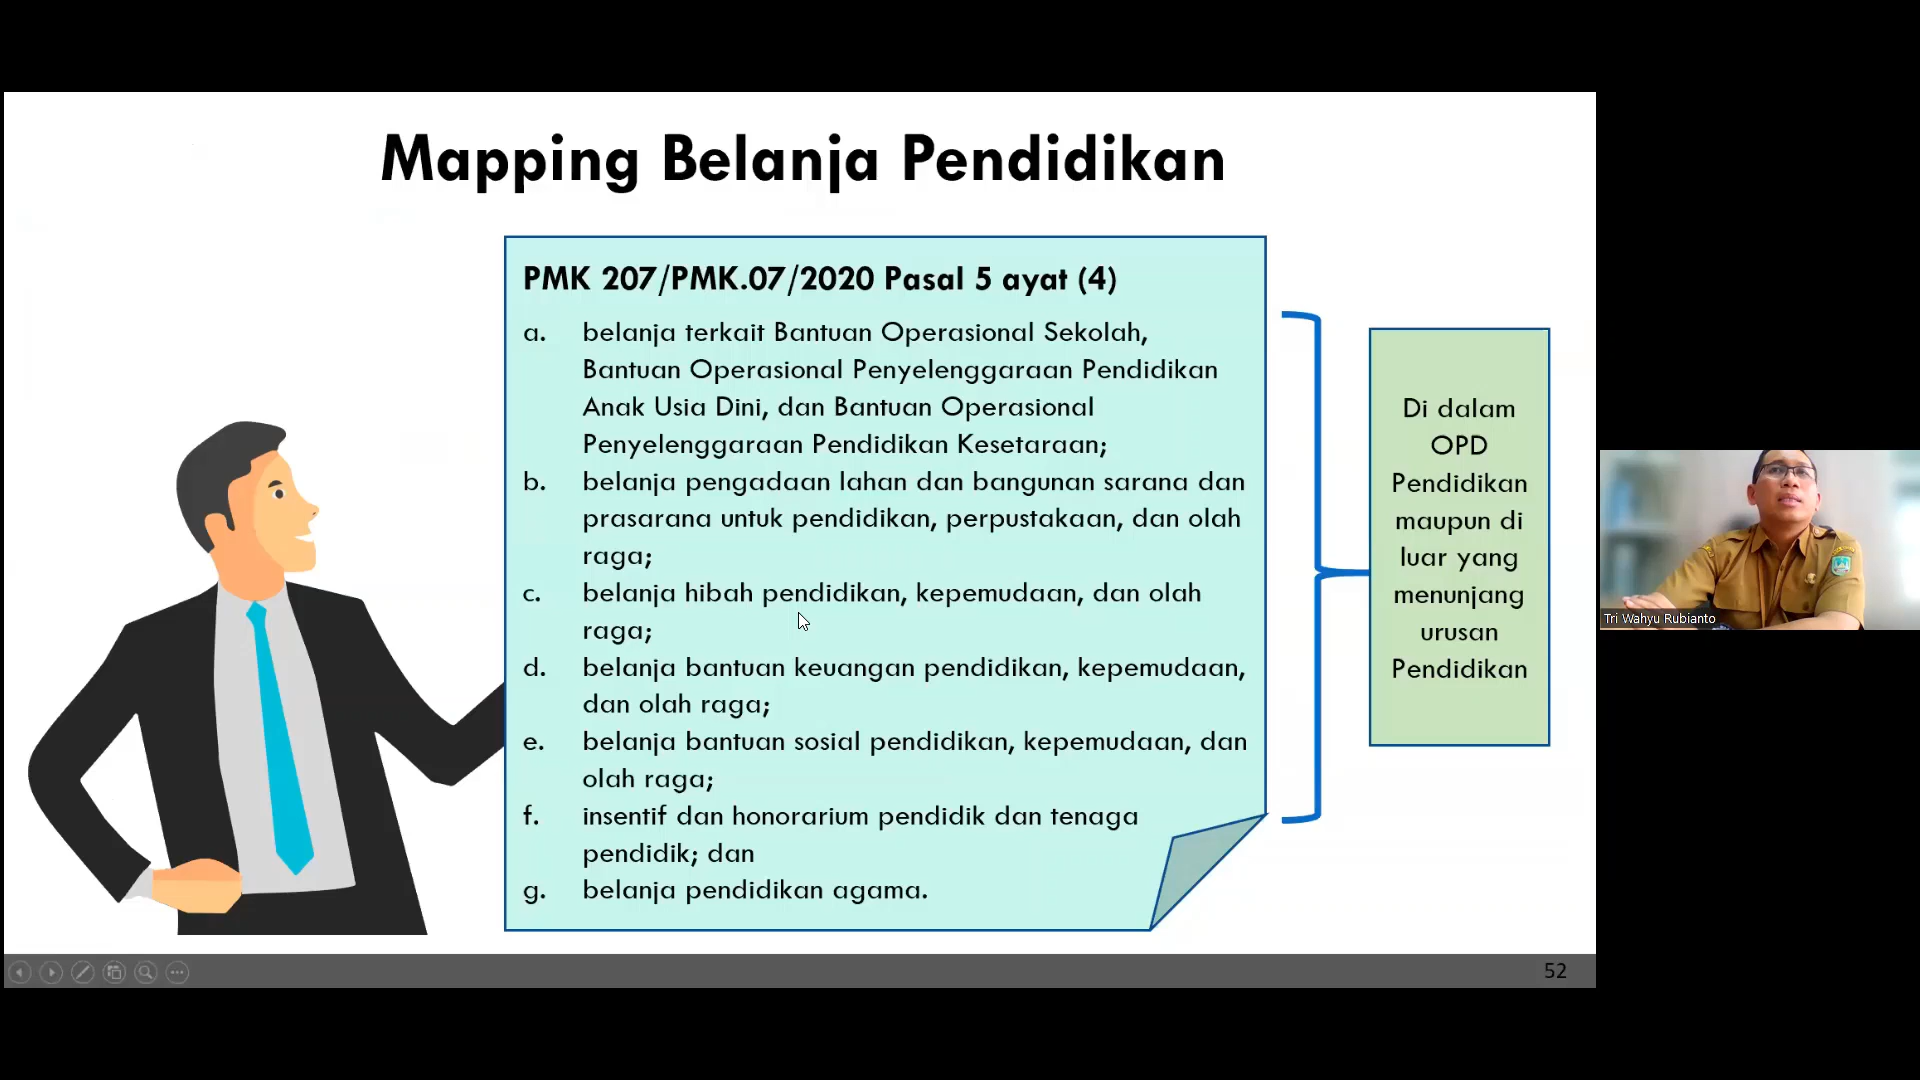 Mapping Belanja Pendidikan
PMK 207/PMK.07/2020 Pasal 5 ayat (4)
a. belanja terkait Bantuan Operasional Sekolah,
Bantuan Operasional Penyelenggaraan Pendidikan
Anak Usia Dini, dan Bantuan Operasional
Penyelenggaraan Pendidikan Kesetaraan;
b. belanja pengadaan lahan dan bangunan sarana dan
prasarana untuk pendidikan, perpustakaan, dan olah
raga;
c. belanja hibah pendidikan, kepemudaan, dan olah
raga;
d. belanja bantuan keuangan pendidikan, kepemudaan,
dan olah raga;
e. belanja bantuan sosial pendidikan, kepemudaan, dan
olah raga;
f. insentif dan honorarium pendidik dan tenaga
pendidik; dan
g. belanja pendidikan agama.
Di dalam
OPD
Pendidikan
maupun di
luar yang
menunjang
urusan
Pendidikan
Tri Wahyu Rubianto
52